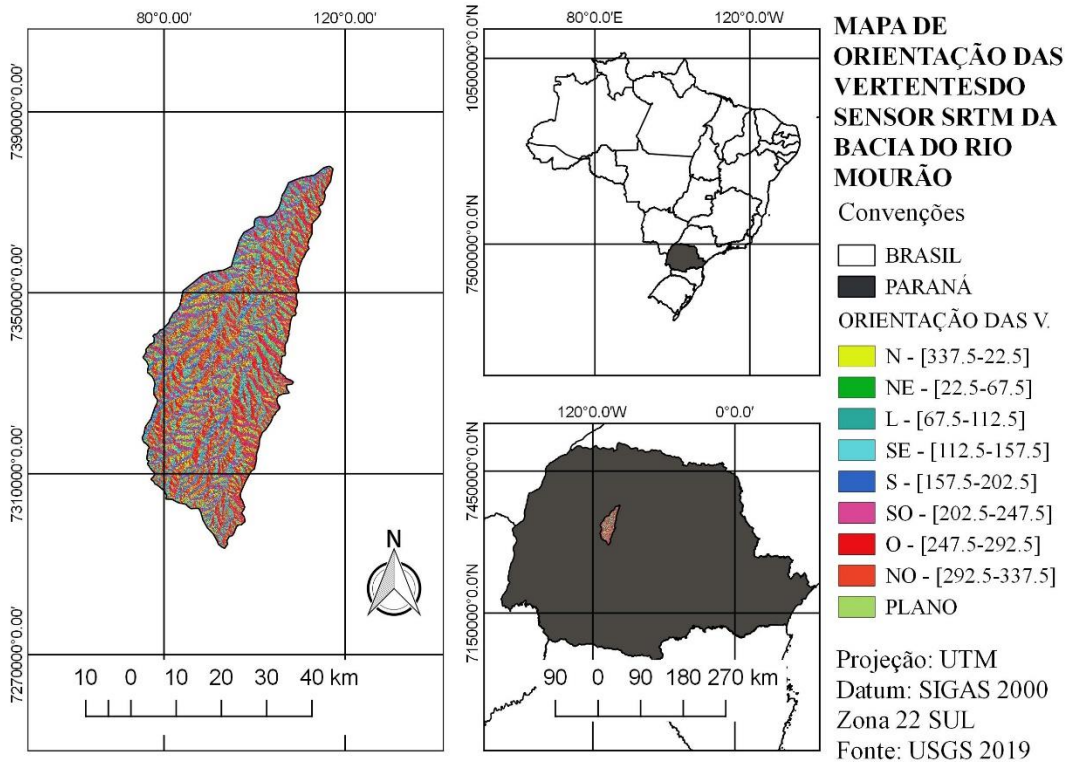 80°0.00'
120°0.00'
7390000°0.00'
7350000°0.00'
7310000°0.00'
7270000°0.00'
N
10 0 10 20 30 40 km
80°0.0'E
120°0.0'W
10500000°0.0'N
7500000°0.0'N
120°0.0'W
0°0.0'
7450000°0.0'N
7150000°0.0'N
90 0 90 180 270 km
MAPA DE
ORIENTAÇÃO DAS
VERTENTESDO
SENSOR SRTM DA
BACIA DO RIO
MOURÃO
Convenções
BRASIL
PARANÁ
ORIENTAÇÃO DAS V.
N - [337.5-22.5]
NE - [22.5-67.5]
L - [67.5-112.5]
SE - [112.5-157.5]
S - [157.5-202.5]
SO - [202.5-247.5]
O - [247.5-292.5]
NO - [292.5-337.5]
PLANO
Projeção: UTM
Datum: SIGAS 2000
Zona 22 SUL
Fonte: USGS 2019